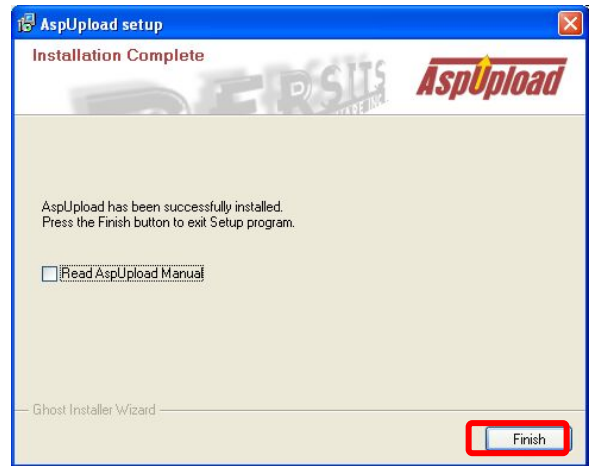 AspUpload setup
Installation Complete
PERSITS
AspUpload
AspUpload has been successfully installed.
Press the Finish button to exit Setup program.
Read AspUpload Manual
Ghost Installer Wizard
Finish